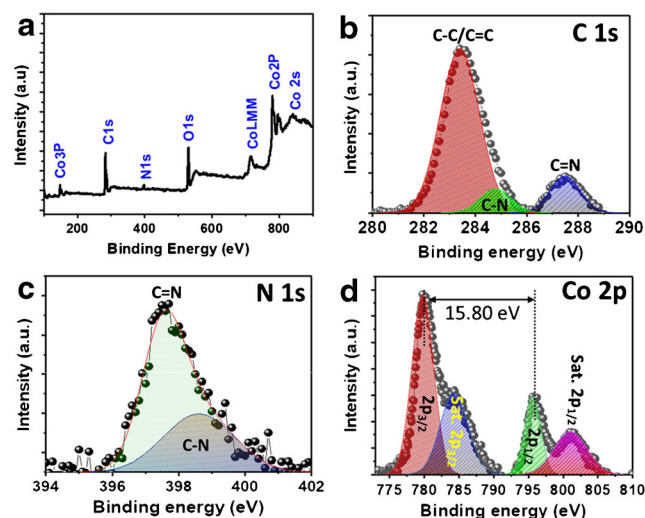 a
Intensity (a.u)
Co3P
C1s
N1s
O1s
CoLMM
Co2P
Co 2s
200 400 600 800
Binding Energy (eV)
b
C 1s
Intensity (a.u)
C-C/C=C
C-N
C=N
280 282 284 286 288 290
Binding energy (eV)
c
N 1s
Intensity (a.u.)
C=N
C-N
394 396 398 400 402
Binding energy (eV)
d
Co 2p
Intensity (a.u.)
15.80 eV
2p3/2
Sat. 2p3/2
2p1/2
Sat. 2p1/2
775 780 785 790 795 800 805 810
Binding energy (eV)